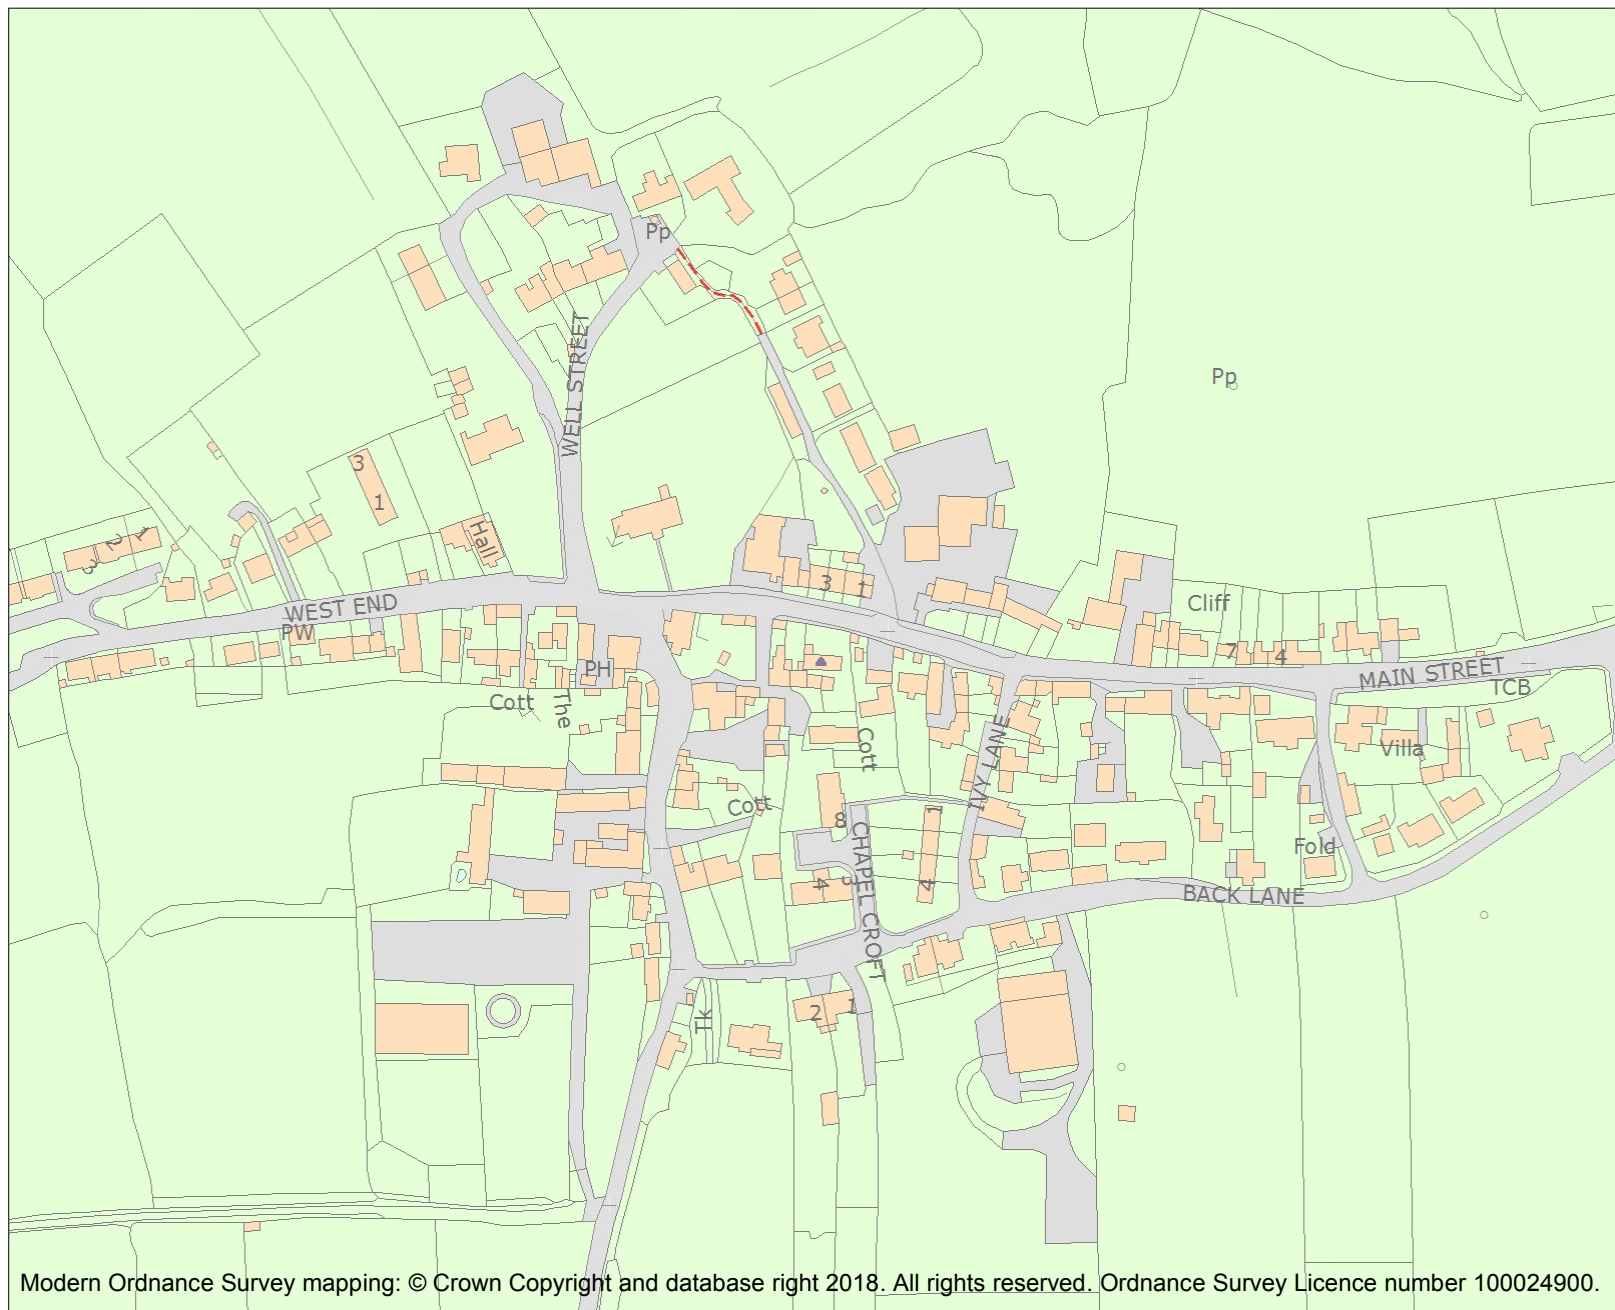 Pp
Pp
WELL STREET
3
1
Hall
1
2
3
WEST END
PW
3
1
Cliff
7
4
MAIN STREET
TCB
PH
Cott
The
Cott
Villa
IVY LANE
Cott
8
1
CHAPEL CROFT
Fold
4
3
4
BACK LANE
2
1
Tk
Modern Ordnance Survey mapping: © Crown Copyright and database right 2018. All rights reserved. Ordnance Survey Licence number 100024900.